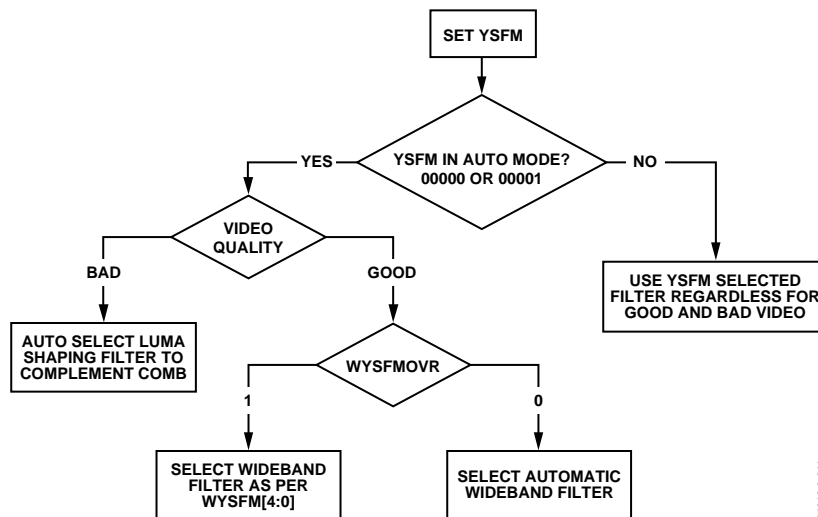 SET YSFM
YSFM IN AUTO MODE?
00000 OR 00001
YES
NO
VIDEO
QUALITY
BAD
GOOD
USE YSFM SELECTED
FILTER REGARDLESS FOR
GOOD AND BAD VIDEO
AUTO SELECT LUMA
SHAPING FILTER TO
COMPLEMENT COMB
WYSFMOVR
1
0
SELECT WIDEBAND
FILTER AS PER
WYSFM[4:0]
SELECT AUTOMATIC
WIDEBAND FILTER